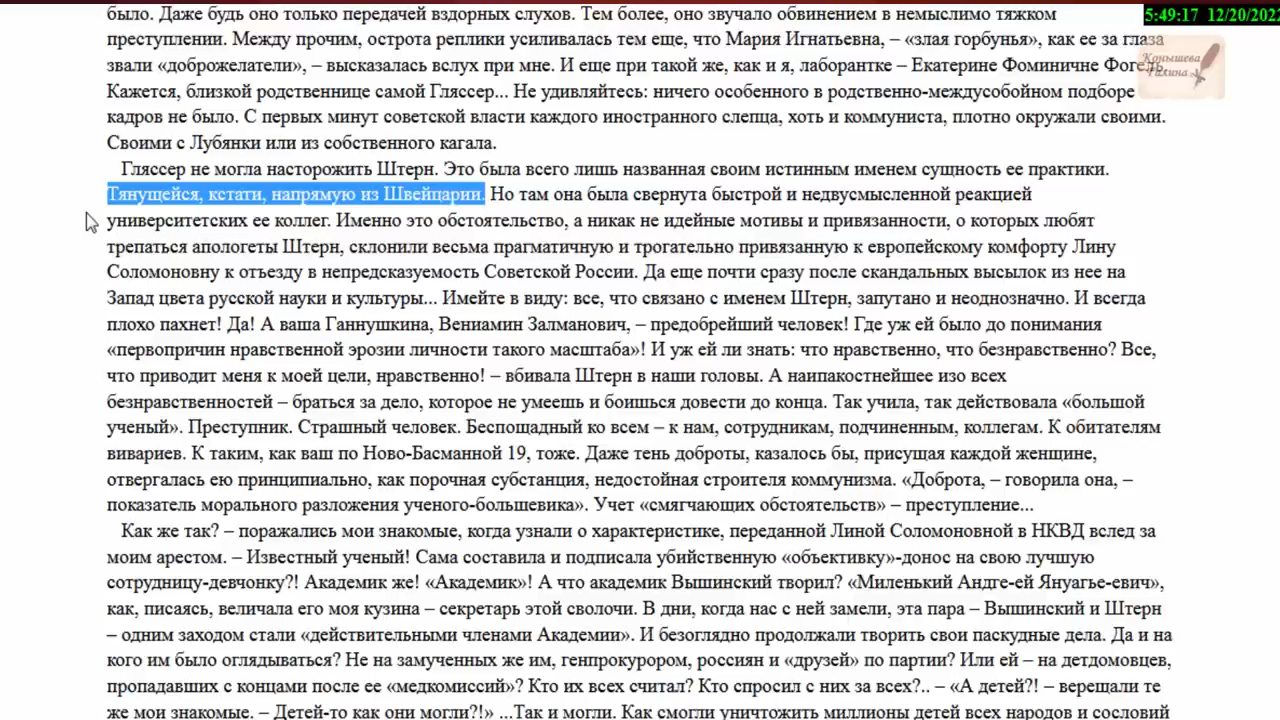 было. Даже будь оно только передачей вздорных слухов. Тем более, оно звучало обвинением в немыслимо тяжком
5:49:17 12/20/202
преступлении. Между прочим, острота реплики усиливалась тем еще, что Мария Игнатьевна, – «злая горбунья», как ее за глаза
звали «доброжелатели», – высказалась вслух при мне. И еще при такой же, как и я, лаборантке – Екатерине Фоминичне Фогель.
Конышева
Галина
Кажется, близкой родственнице самой Гляссер... Не удивляйтесь: ничего особенного в родственно-междусобойном подборе
кадров не было. С первых минут советской власти каждого иностранного слепца, хоть и коммуниста, плотно окружали своими.
Своими с Лубянки или из собственного кагала.
Гляссер не могла насторожить Штерн. Это была всего лишь названная своим истинным именем сущность ее практики.
Тянущейся, кстати, напрямую из Швейцарии. Но там она была свернута быстрой и недвусмысленной реакцией
университетских ее коллег. Именно это обстоятельство, а никак не идейные мотивы и привязанности, о которых любят
трепаться апологеты Штерн, склонили весьма прагматичную и трогательно привязанную к европейскому комфорту Лину
Соломоновну к отъезду в непредсказуемость Советской России. Да еще почти сразу после скандальных высылок из нее на
Запад цвета русской науки и культуры... Имейте в виду: все, что связано с именем Штерн, запутано и неоднозначно. И всегда
плохо пахнет! Да! А ваша Ганнушкина, Вениамин Залманович, – предобрейший человек! Где уж ей было до понимания
«первопричин нравственной эрозии личности такого масштаба»! И уж ей ли знать: что нравственно, что безнравственно? Все,
что приводит меня к моей цели, нравственно! – вбивала Штерн в наши головы. А наипакостнейшее изо всех
безнравственностей – браться за дело, которое не умеешь и боишься довести до конца. Так учила, так действовала «большой
ученый». Преступник. Страшный человек. Беспощадный ко всем – к нам, сотрудникам, подчиненным, коллегам. К обитателям
вивариев. К таким, как ваш по Ново-Басманной 19, тоже. Даже тень доброты, казалось бы, присущая каждой женщине,
отвергалась ею принципиально, как порочная субстанция, недостойная строителя коммунизма. «Доброта, – говорила она, –
показатель морального разложения ученого-большевика». Учет «смягчающих обстоятельств» – преступление...
Как же так? – поражались мои знакомые, когда узнали о характеристике, переданной Линой Соломоновной в НКВД вслед за
моим арестом. – Известный ученый! Сама составила и подписала убийственную «объективку»-донос на свою лучшую
сотрудницу-девчонку?! Академик же! «Академик»! А что академик Вышинский творил? «Миленький Андге-ей Януагье-евич»,
как, писаясь, величала его моя кузина – секретарь этой сволочи. В дни, когда нас с ней замели, эта пара – Вышинский и Штерн
– одним заходом стали «действительными членами Академии». И безоглядно продолжали творить свои паскудные дела. Да и на
кого им было оглядываться? Не на замученных же им, генпрокурором, россиян и «друзей» по партии? Или ей – на детдомовцев,
пропадавших с концами после ее «медкомиссий»? Кто их всех считал? Кто спросил с них за всех?.. – «А детей?! – верещали те
же мои знакомые. – Детей-то как они могли?!» ...Так и могли. Как смогли уничтожить миллионы детей всех народов и сословий